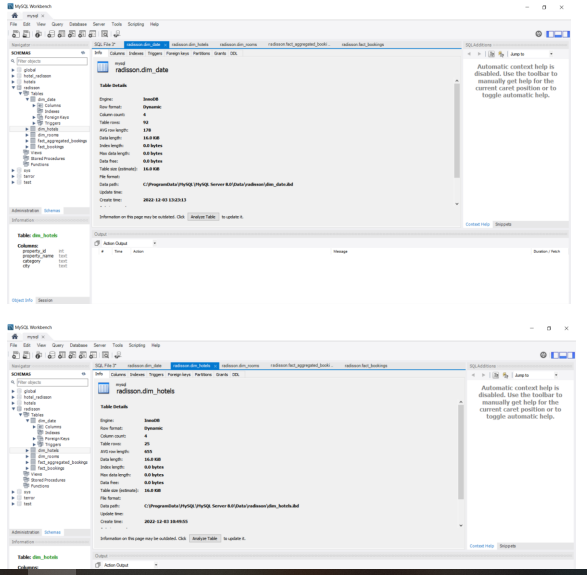 MySQL Workbench
mysql ×
File Edit View Query Database Server Tools Scripting Help
Navigator
SCHEMAS
Filter objects
global
hotel_radisson
hotels
radisson
Tables
dim_date
Columns
Indexes
Foreign Keys
Triggers
dim_hotels
dim_rooms
fact_aggregated_bookings
fact_bookings
Views
Stored Procedures
Functions
sys
terror
test
Administration Schemas
Information
Table: dim_hotels
Columns:
property_id int
property_name text
category text
city text
Object Info Session
SQL File 2* radisson.dim_date radisson.dim_hotels radisson.dim_rooms radisson.fact_aggregated_booki... radisson.fact_bookings
Info Columns Indexes Triggers Foreign keys Partitions Grants DDL
mysql
radisson.dim_date
Table Details
Engine: InnoDB
Row format: Dynamic
Column count: 4
Table rows: 92
AVG row length: 178
Data length: 16.0 KiB
Index length: 0.0 bytes
Max data length: 0.0 bytes
Data free: 0.0 bytes
Table size (estimate): 16.0 KiB
File format:
Data path: C:\ProgramData\MySQL\MySQL Server 8.0\Data\radisson\dim_date.ibd
Update time:
Create time: 2022-12-03 13:23:13
Information on this page may be outdated. Click Analyze Table to update it.
Output
Action Output
# Time Action Message Duration / Fetch
SQLAdditions
Jump to
Automatic context help is
disabled. Use the toolbar to
manually get help for the
current caret position or to
toggle automatic help.
Context Help Snippets
MySQL Workbench
mysql ×
File Edit View Query Database Server Tools Scripting Help
Navigator
SCHEMAS
Filter objects
global
hotel_radisson
hotels
radisson
Tables
dim_date
Columns
Indexes
Foreign Keys
Triggers
dim_hotels
dim_rooms
fact_aggregated_bookings
fact_bookings
Views
Stored Procedures
Functions
sys
terror
test
Administration Schemas
Information
Table: dim_hotels
Columns:
SQL File 2* radisson.dim_date radisson.dim_hotels radisson.dim_rooms radisson.fact_aggregated_booki... radisson.fact_bookings
Info Columns Indexes Triggers Foreign keys Partitions Grants DDL
mysql
radisson.dim_hotels
Table Details
Engine: InnoDB
Row format: Dynamic
Column count: 4
Table rows: 25
AVG row length: 655
Data length: 16.0 KiB
Index length: 0.0 bytes
Max data length: 0.0 bytes
Data free: 0.0 bytes
Table size (estimate): 16.0 KiB
File format:
Data path: C:\ProgramData\MySQL\MySQL Server 8.0\Data\radisson\dim_hotels.ibd
Update time:
Create time: 2022-12-03 18:49:55
Information on this page may be outdated. Click Analyze Table to update it.
Output
Action Output
SQLAdditions
Jump to
Automatic context help is
disabled. Use the toolbar to
manually get help for the
current caret position or to
toggle automatic help.
Context Help Snippets